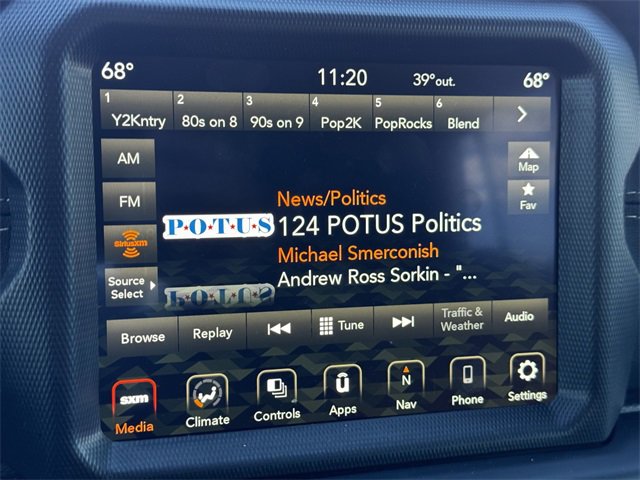 68° 11:20 39°out. 68°
1 2 3 4 5 6
Y2Kntry 80s on 8 90s on 9 Pop2K PopRocks Blend
AM
Map
FM
Fav
News/Politics
P·O·T·U·S 124 POTUS Politics
SiriusXM
Michael Smerconish
Source Select
Andrew Ross Sorkin - "...
Browse Replay Tune Traffic & Weather Audio
sxm U N
Media Climate Controls Apps Nav Phone Settings